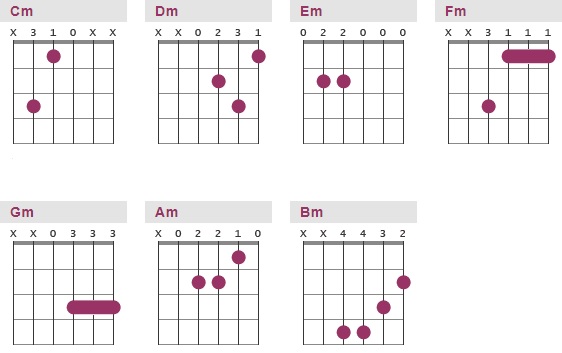 Cm Dm Em Fm
X 3 1 0 X X X X 0 2 3 1 0 2 2 0 0 0 X X 3 1 1 1
Gm Am Bm
X X 0 3 3 3 X 0 2 2 1 0 X X 4 4 3 2